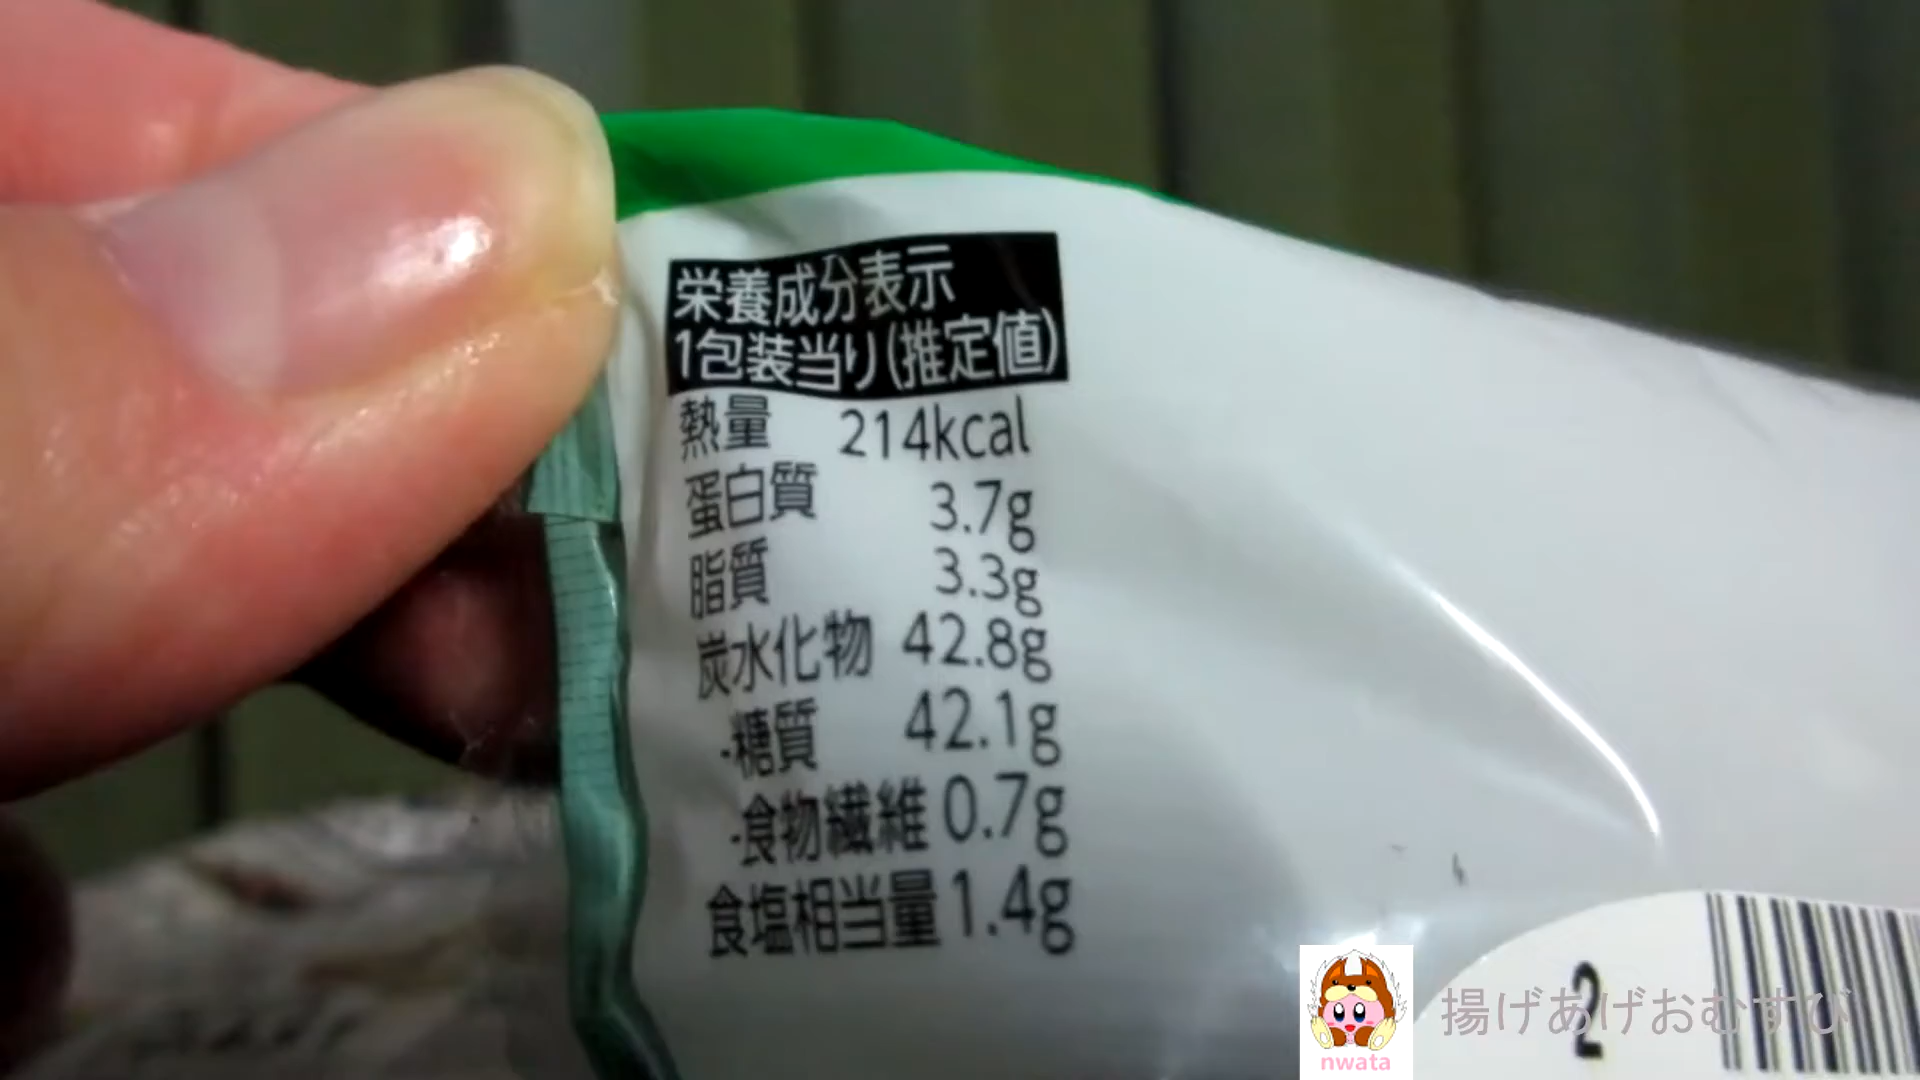 栄養成分表示
1包装当り(推定値)
熱量 214kcal
蛋白質 3.7g
脂質 3.3g
炭水化物 42.8g
-糖質 42.1g
-食物繊維 0.7g
食塩相当量 1.4g
2
揚げあげおむすび
nwata